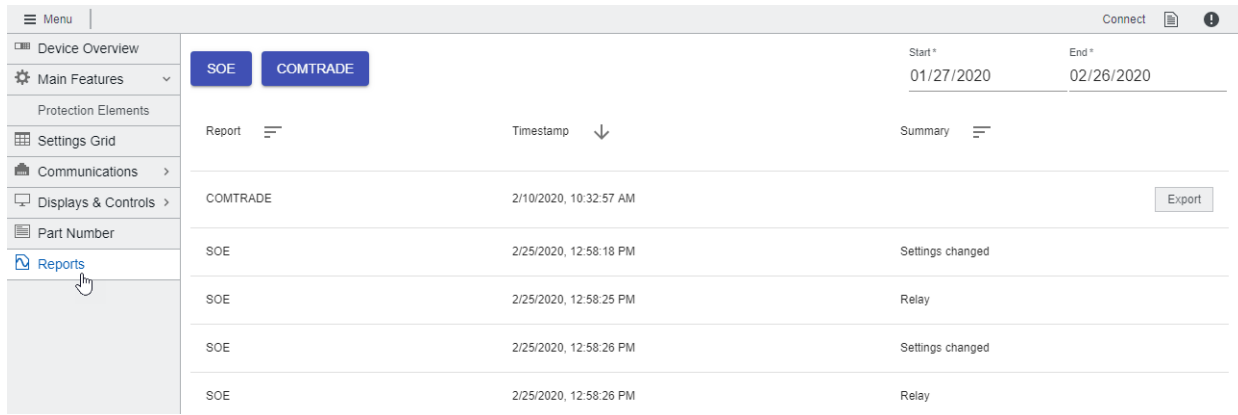 Menu
Connect
Device Overview
Main Features
Protection Elements
Settings Grid
Communications
Displays & Controls
Part Number
Reports
SOE COMTRADE
Start * End *
01/27/2020 02/26/2020
Report Timestamp Summary
COMTRADE 2/10/2020, 10:32:57 AM Export
SOE 2/25/2020, 12:58:18 PM Settings changed
SOE 2/25/2020, 12:58:25 PM Relay
SOE 2/25/2020, 12:58:26 PM Settings changed
SOE 2/25/2020, 12:58:26 PM Relay